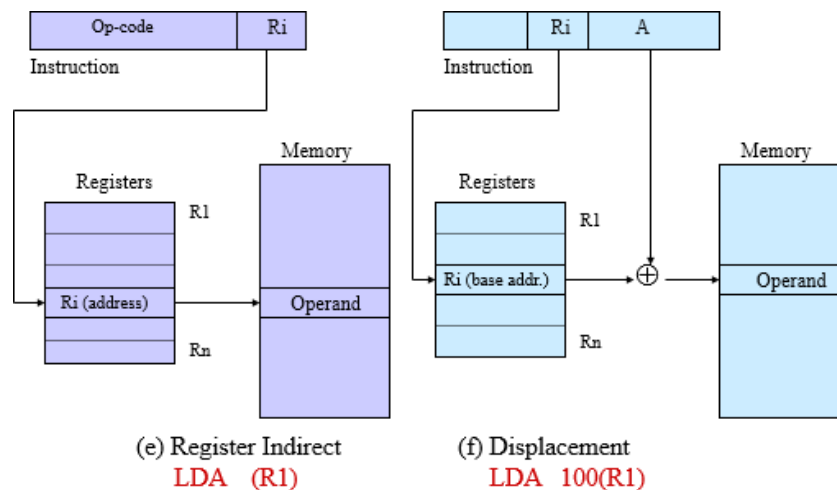 Op-code Ri
Instruction
Registers
Memory
R1
Ri (address)
Operand
Rn
(e) Register Indirect
LDA (R1)
Ri A
Instruction
Registers
Memory
R1
Ri (base addr.)
Operand
Rn
(f) Displacement
LDA 100(R1)